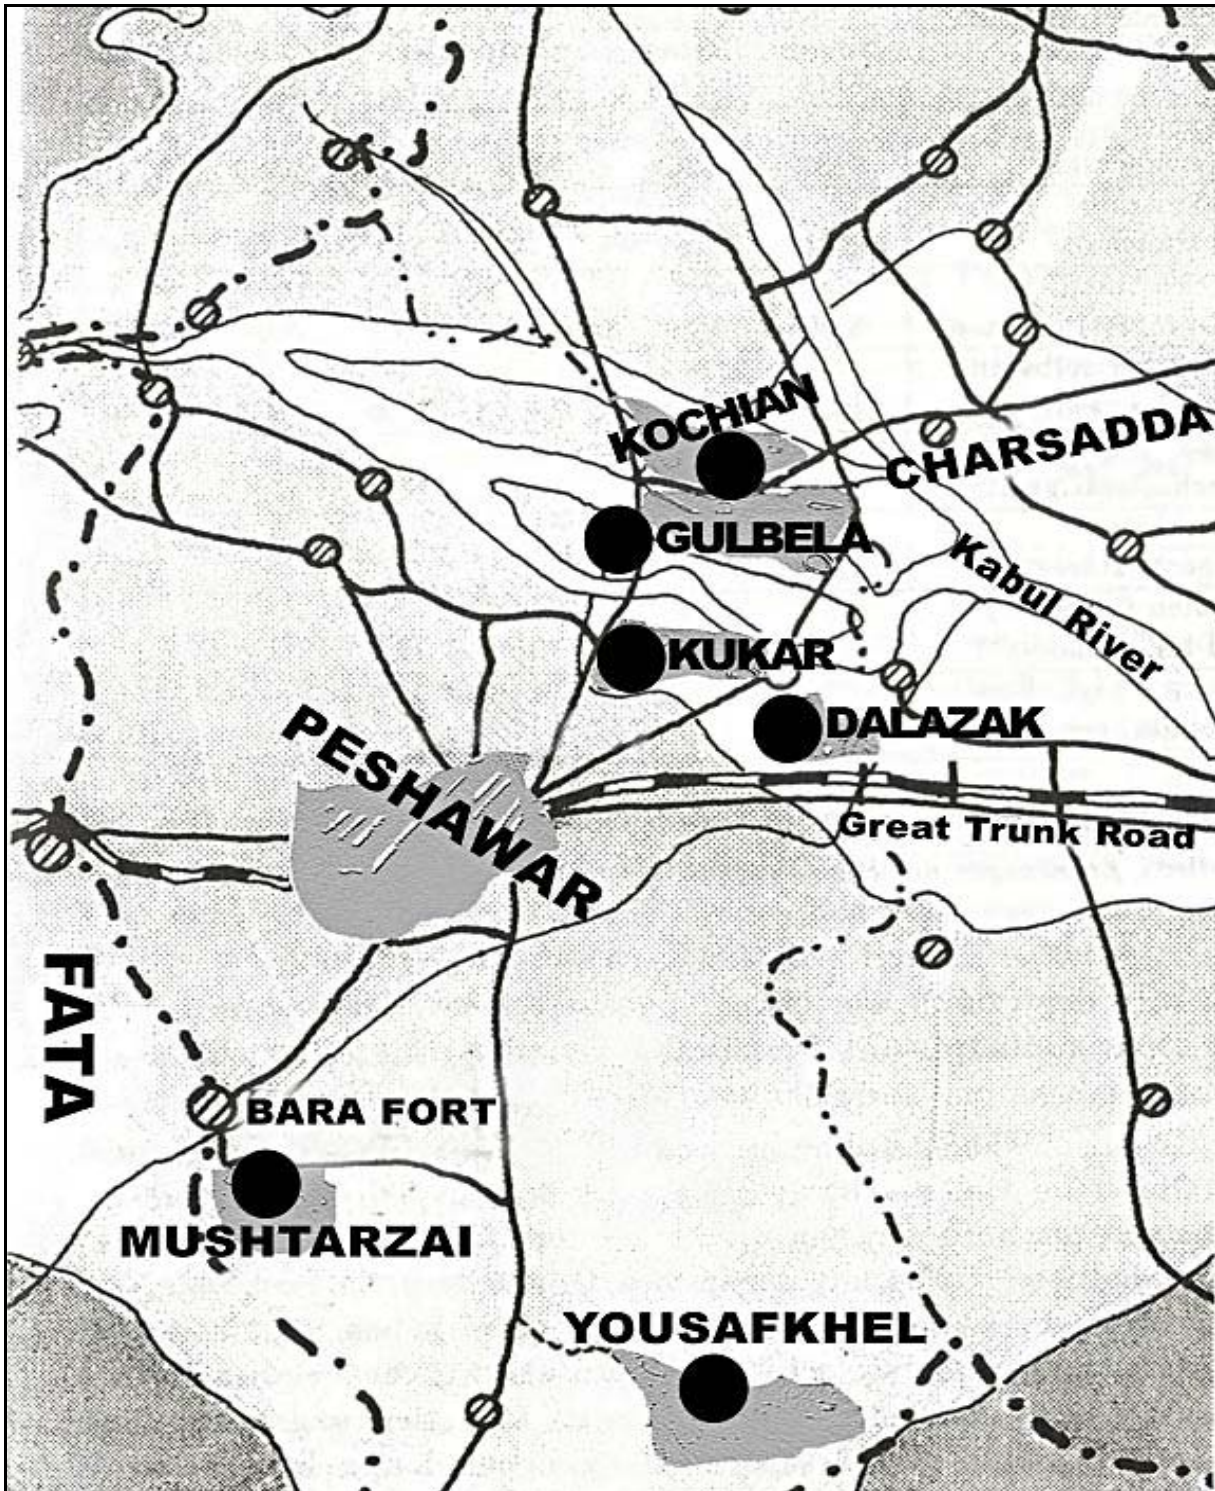 KOCHIAN
CHARSADDA
GULBELA
Kabul River
KUKAR
DALAZAK
PESHAWAR
Great Trunk Road
FATA
BARA FORT
MUSHTARZAI
YOUSAFKHEL